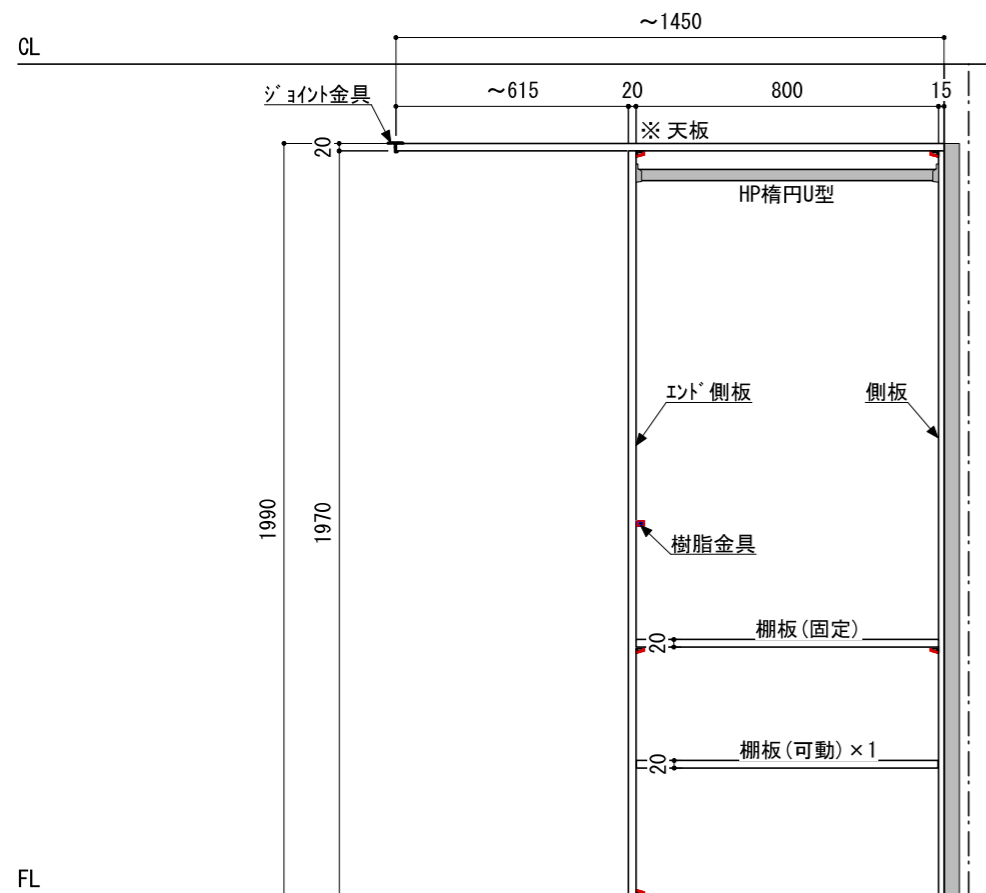 ~1450
CL
ジョイント金具
~615
20
800
15
20
※ 天板
HP楕円U型
エンド側板
側板
1990
1970
樹脂金具
棚板(固定)
20
棚板(可動)×1
20
FL